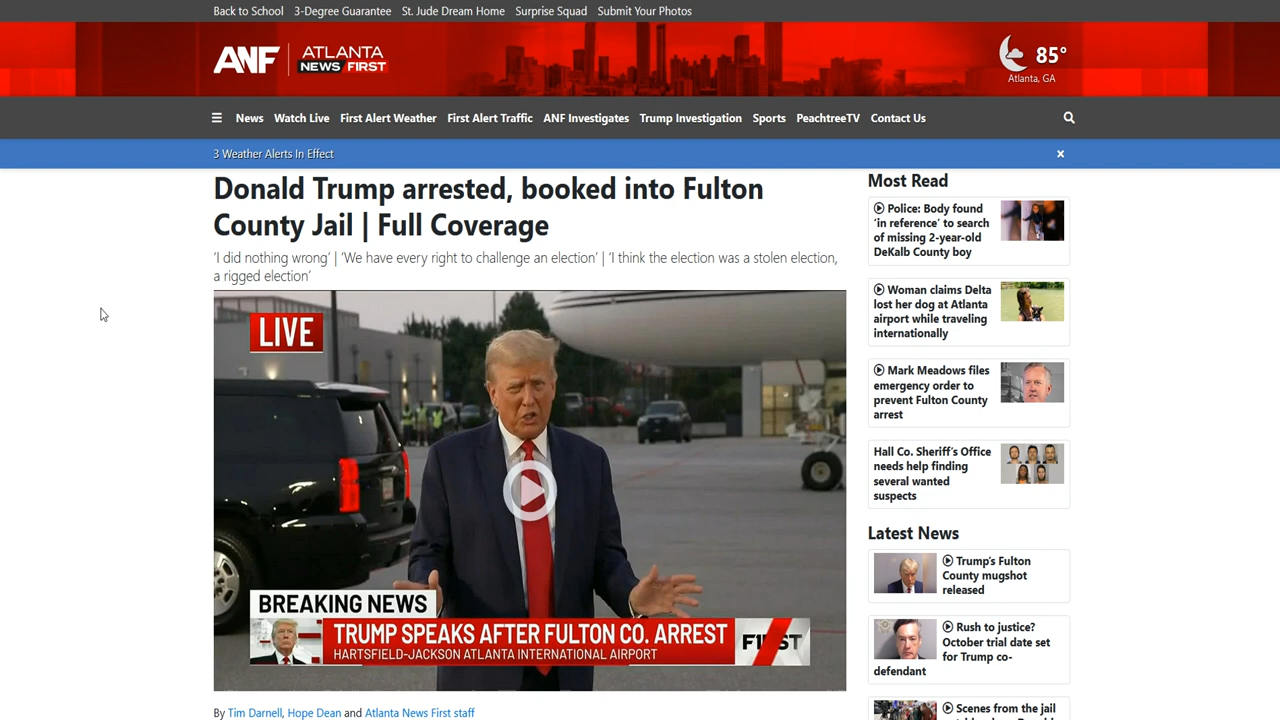 Back to School 3-Degree Guarantee St. Jude Dream Home Surprise Squad Submit Your Photos
ANF ATLANTA
NEWS FIRST
85°
Atlanta, GA
News Watch Live First Alert Weather First Alert Traffic ANF Investigates Trump Investigation Sports PeachtreeTV Contact Us
3 Weather Alerts In Effect
Donald Trump arrested, booked into Fulton
County Jail | Full Coverage
'I did nothing wrong' | 'We have every right to challenge an election' | 'I think the election was a stolen election,
a rigged election'
LIVE
BREAKING NEWS
TRUMP SPEAKS AFTER FULTON CO. ARREST
HARTSFIELD-JACKSON ATLANTA INTERNATIONAL AIRPORT
F1RST
By Tim Darnell, Hope Dean and Atlanta News First staff
Most Read
Police: Body found
'in reference' to search
of missing 2-year-old
DeKalb County boy
Woman claims Delta
lost her dog at Atlanta
airport while traveling
internationally
Mark Meadows files
emergency order to
prevent Fulton County
arrest
Hall Co. Sheriff's Office
needs help finding
several wanted
suspects
Latest News
Trump's Fulton
County mugshot
released
Rush to justice?
October trial date set
for Trump co-
defendant
Scenes from the jail